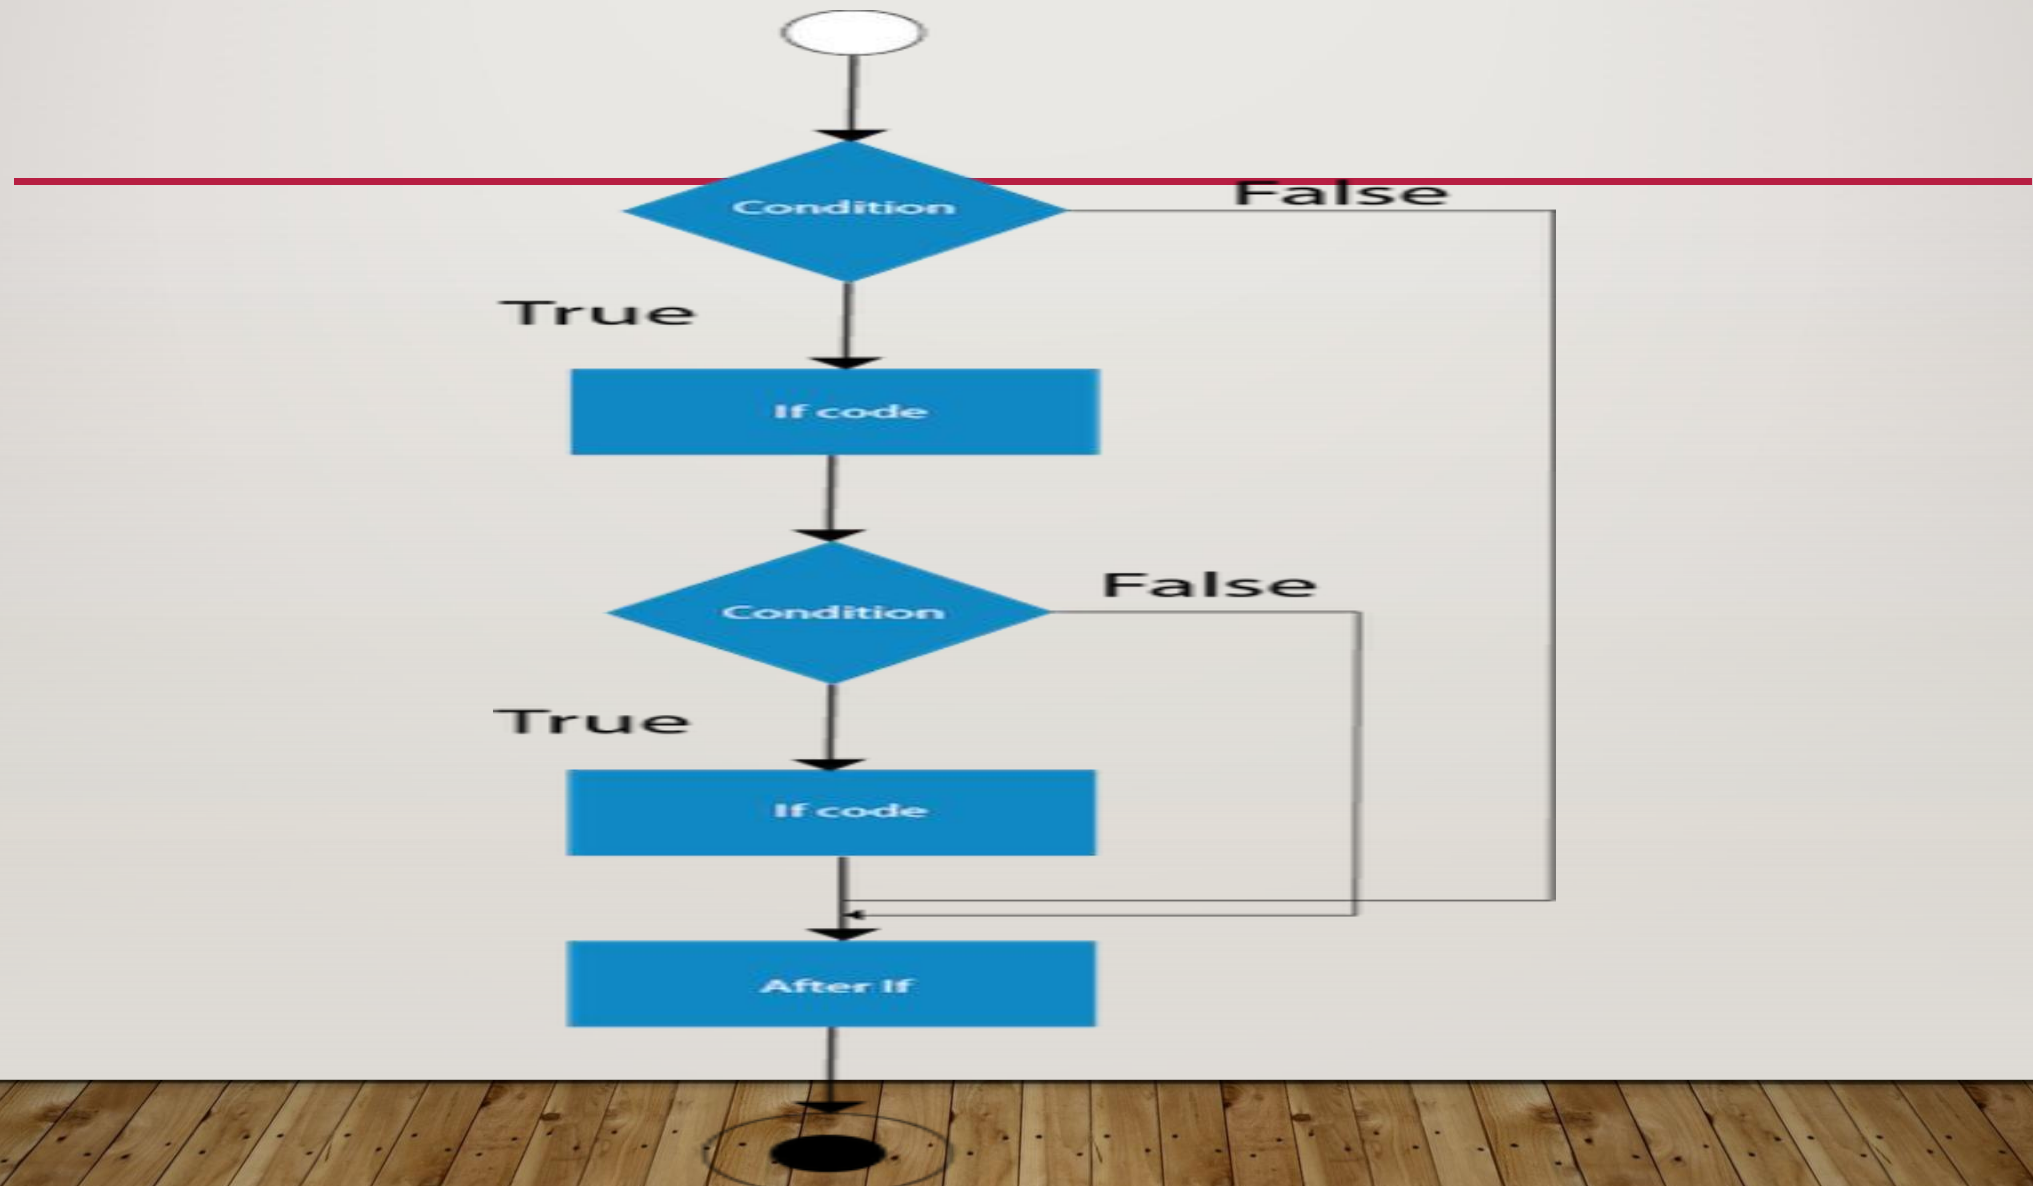 Condition
False
True
If code
Condition
False
True
If code
After If